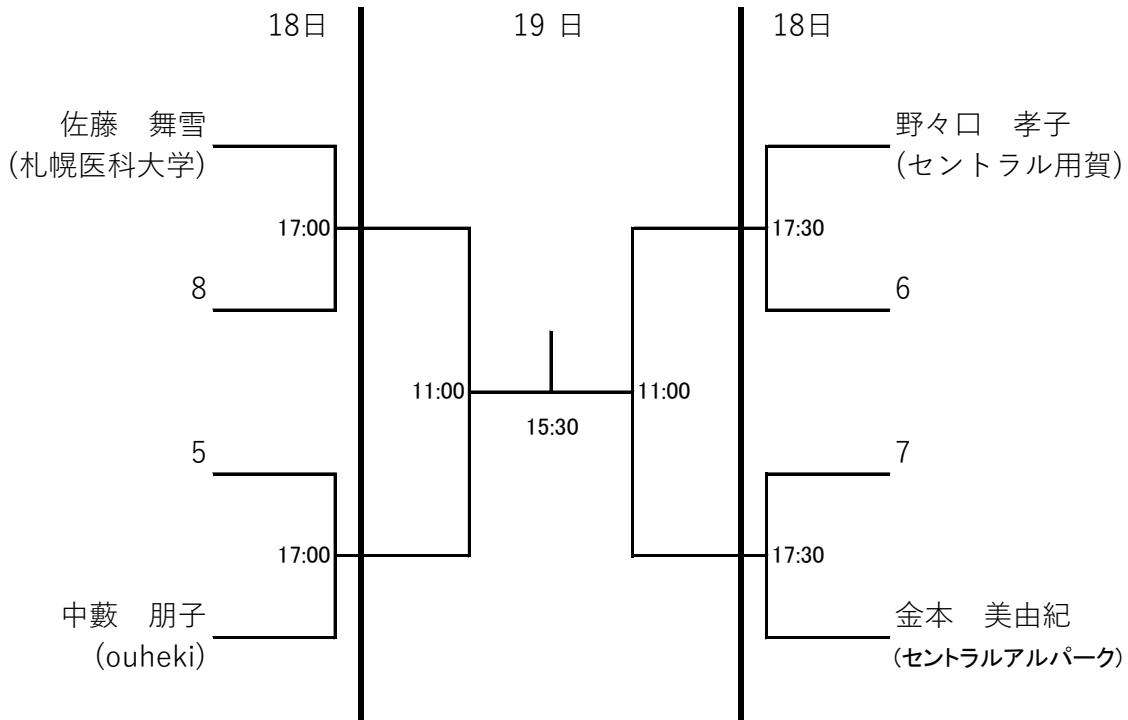 18日
19 日
18日
佐藤　舞雪
(札幌医科大学)
野々口　孝子
(セントラル用賀)
17:00
17:30
8
6
11:00
11:00
15:30
5
7
17:00
17:30
中藪　朋子
(ouheki)
金本　美由紀
(セントラルアルパーク)